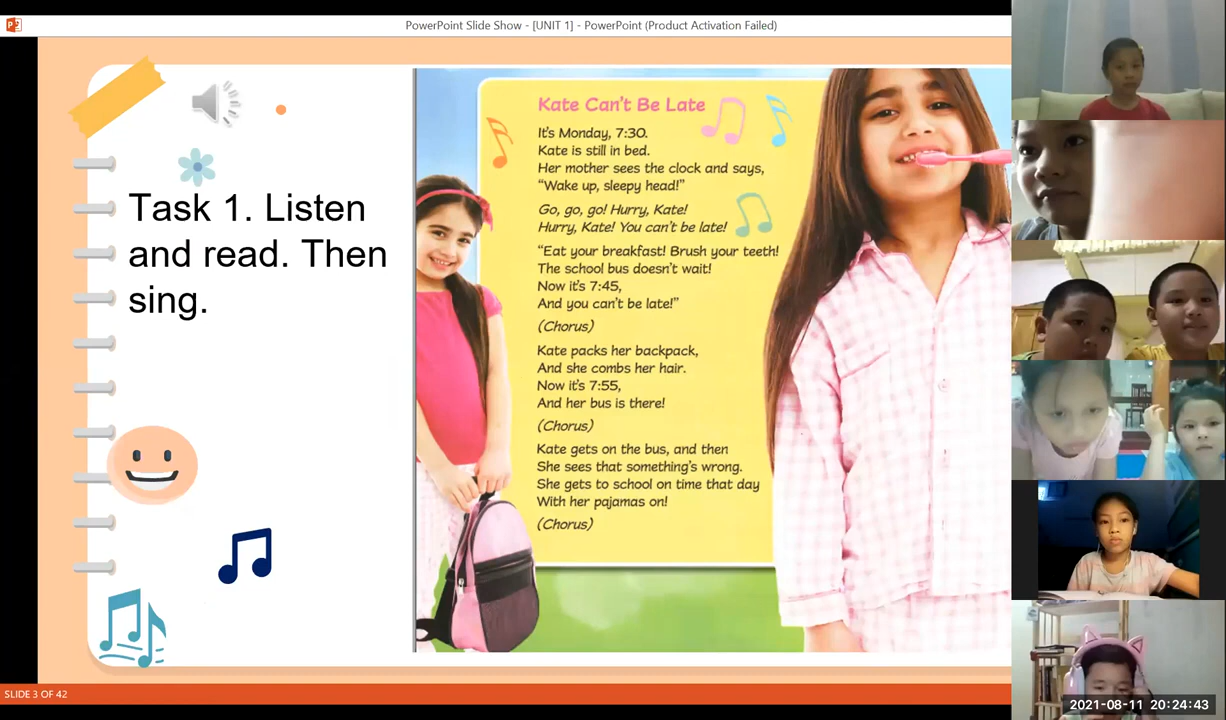 PowerPoint Slide Show - [UNIT 1] - PowerPoint (Product Activation Failed)
Task 1. Listen
and read. Then
sing.
Kate Can't Be Late
It's Monday, 7:30.
Kate is still in bed.
Her mother sees the clock and says,
“Wake up, sleepy head!”
Go, go, go! Hurry, Kate!
Hurry, Kate! You can't be late!
“Eat your breakfast! Brush your teeth!
The school bus doesn't wait!
Now it's 7:45,
And you can't be late!”
(Chorus)
Kate packs her backpack,
And she combs her hair.
Now it's 7:55,
And her bus is there!
(Chorus)
Kate gets on the bus, and then
She sees that something's wrong.
She gets to school on time that day
With her pajamas on!
(Chorus)
SLIDE 3 OF 42
2021-08-11 20:24:43